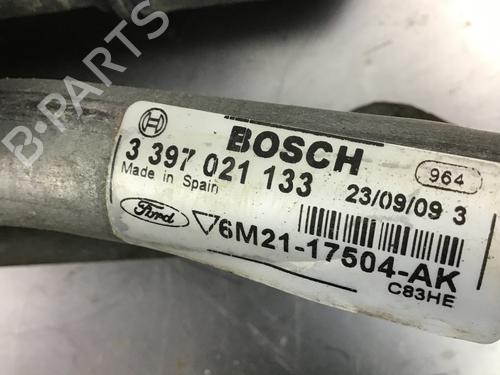 B-PARTS
BOSCH
3 397 021 133
964
Made in Spain
23/09/09 3
Ford
6M21-17504-AK
C83HE